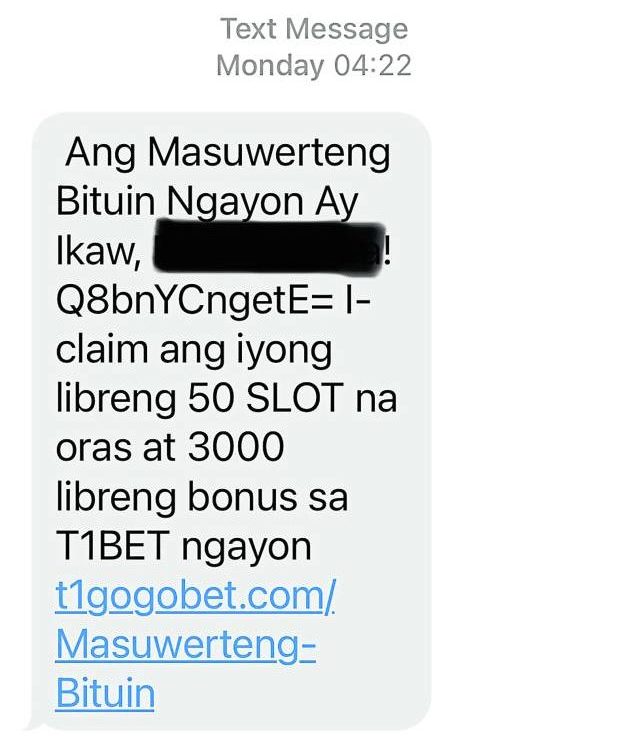 Text Message
Monday 04:22
Ang Masuwerteng
Bituin Ngayon Ay
Ikaw, !
Q8bnYCngetE= I-
claim ang iyong
libreng 50 SLOT na
oras at 3000
libreng bonus sa
T1BET ngayon
t1gogobet.com/
Masuwerteng-
Bituin